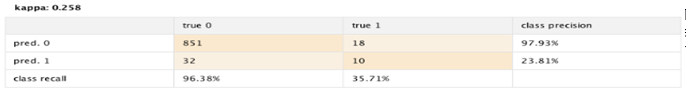 kappa: 0.258
true 0 true 1 class precision
pred. 0 851 18 97.93%
pred. 1 32 10 23.81%
class recall 96.38% 35.71%